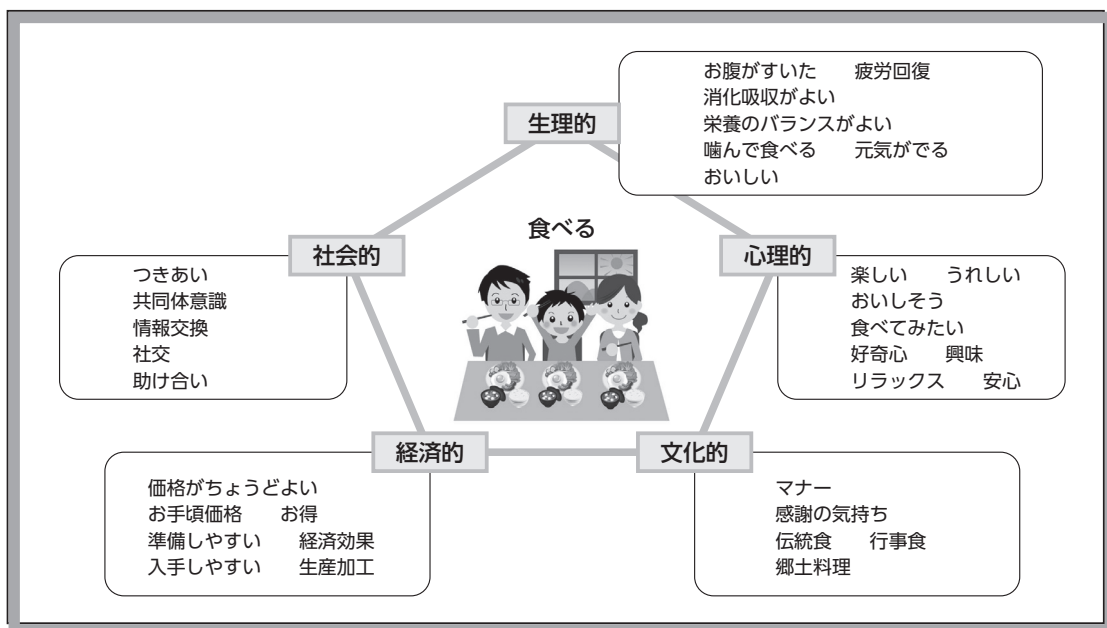 生理的
お腹がすいた　疲労回復
消化吸収がよい
栄養のバランスがよい
噛んで食べる　元気がでる
おいしい
食べる
社会的
つきあい
共同体意識
情報交換
社交
助け合い
心理的
楽しい　うれしい
おいしそう
食べてみたい
好奇心　興味
リラックス　安心
経済的
価格がちょうどよい
お手頃価格　お得
準備しやすい　経済効果
入手しやすい　生産加工
文化的
マナー
感謝の気持ち
伝統食　行事食
郷土料理